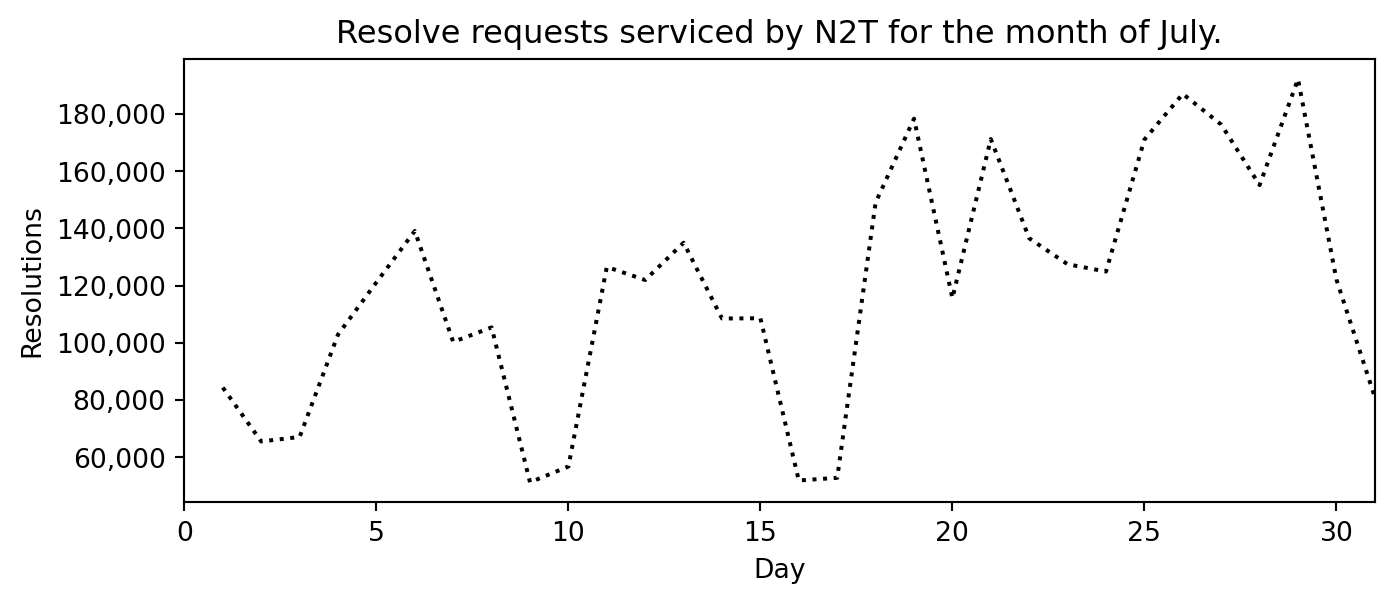 Resolve requests serviced by N2T for the month of July.
180,000
160,000
140,000
120,000
100,000
80,000
60,000
Resolutions
0 5 10 15 20 25 30
Day